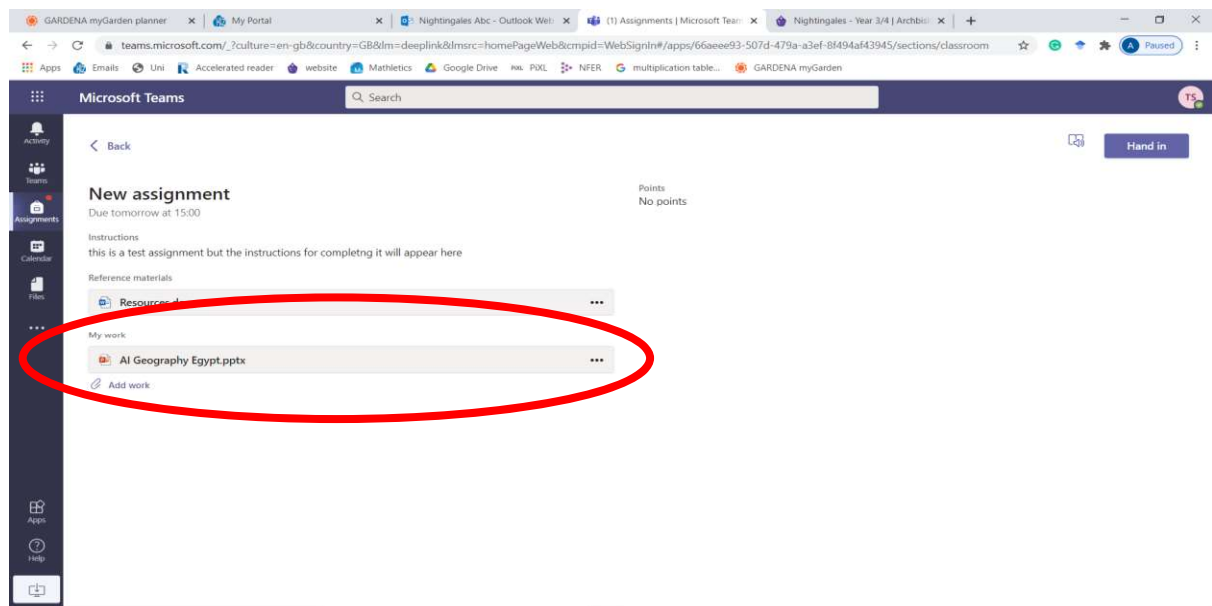 GARDENA myGarden planner
My Portal
Nightingales Abc - Outlook Web
(1) Assignments | Microsoft Team
Nightingales - Year 3/4 | Archbis
teams.microsoft.com/_?culture=en-gb&country=GB&lm=deeplink&lmsrc=homePageWeb&cmpid=WebSignIn#/apps/66aeee93-507d-479a-a3ef-8f494af43945/sections/classroom
A Paused
Apps Emails Uni Accelerated reader website Mathletics Google Drive PiXL NFER multiplication table... GARDENA myGarden
Microsoft Teams
Search
TS
Activity
Teams
Assignments
Calendar
Files
Apps
Help
Back
Hand in
New assignment
Due tomorrow at 15:00
Points
No points
Instructions
this is a test assignment but the instructions for completng it will appear here
Reference materials
Resources
My work
AI Geography Egypt.pptx
Add work